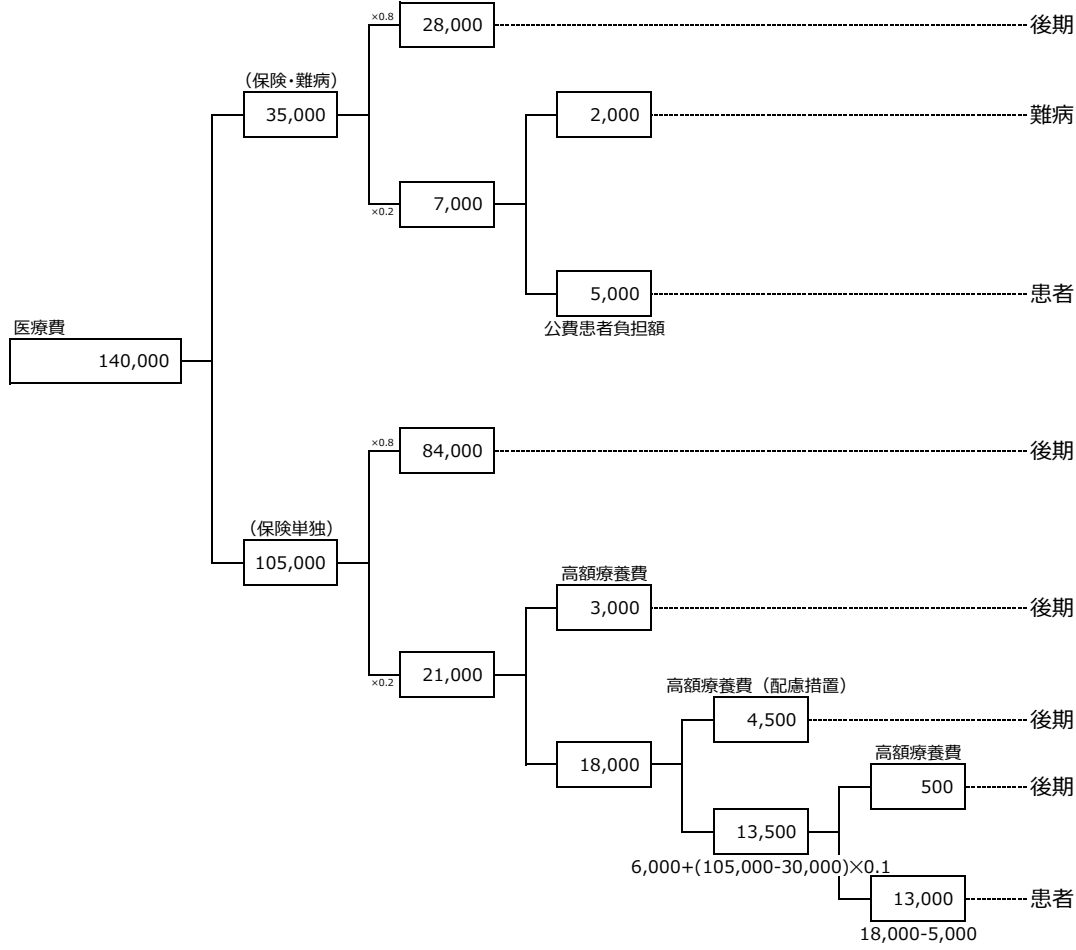 ×0.8
28,000
後期
（保険・難病）
35,000
2,000
難病
×0.2
7,000
5,000
患者
公費患者負担額
医療費
140,000
×0.8
84,000
後期
（保険単独）
105,000
高額療養費
3,000
後期
×0.2
21,000
高額療養費（配慮措置）
4,500
後期
18,000
高額療養費
500
後期
13,500
6,000+(105,000-30,000)×0.1
13,000
患者
18,000-5,000